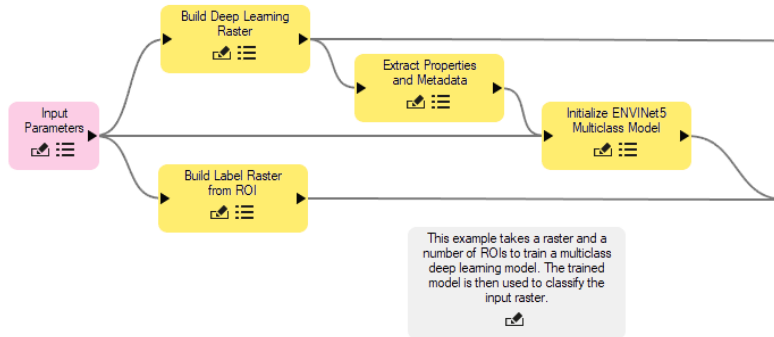 Build Deep Learning
Raster
Extract Properties
and Metadata
Input
Parameters
Initialize ENVINet5
Multiclass Model
Build Label Raster
from ROI
This example takes a raster and a
number of ROIs to train a multiclass
deep learning model. The trained
model is then used to classify the
input raster.